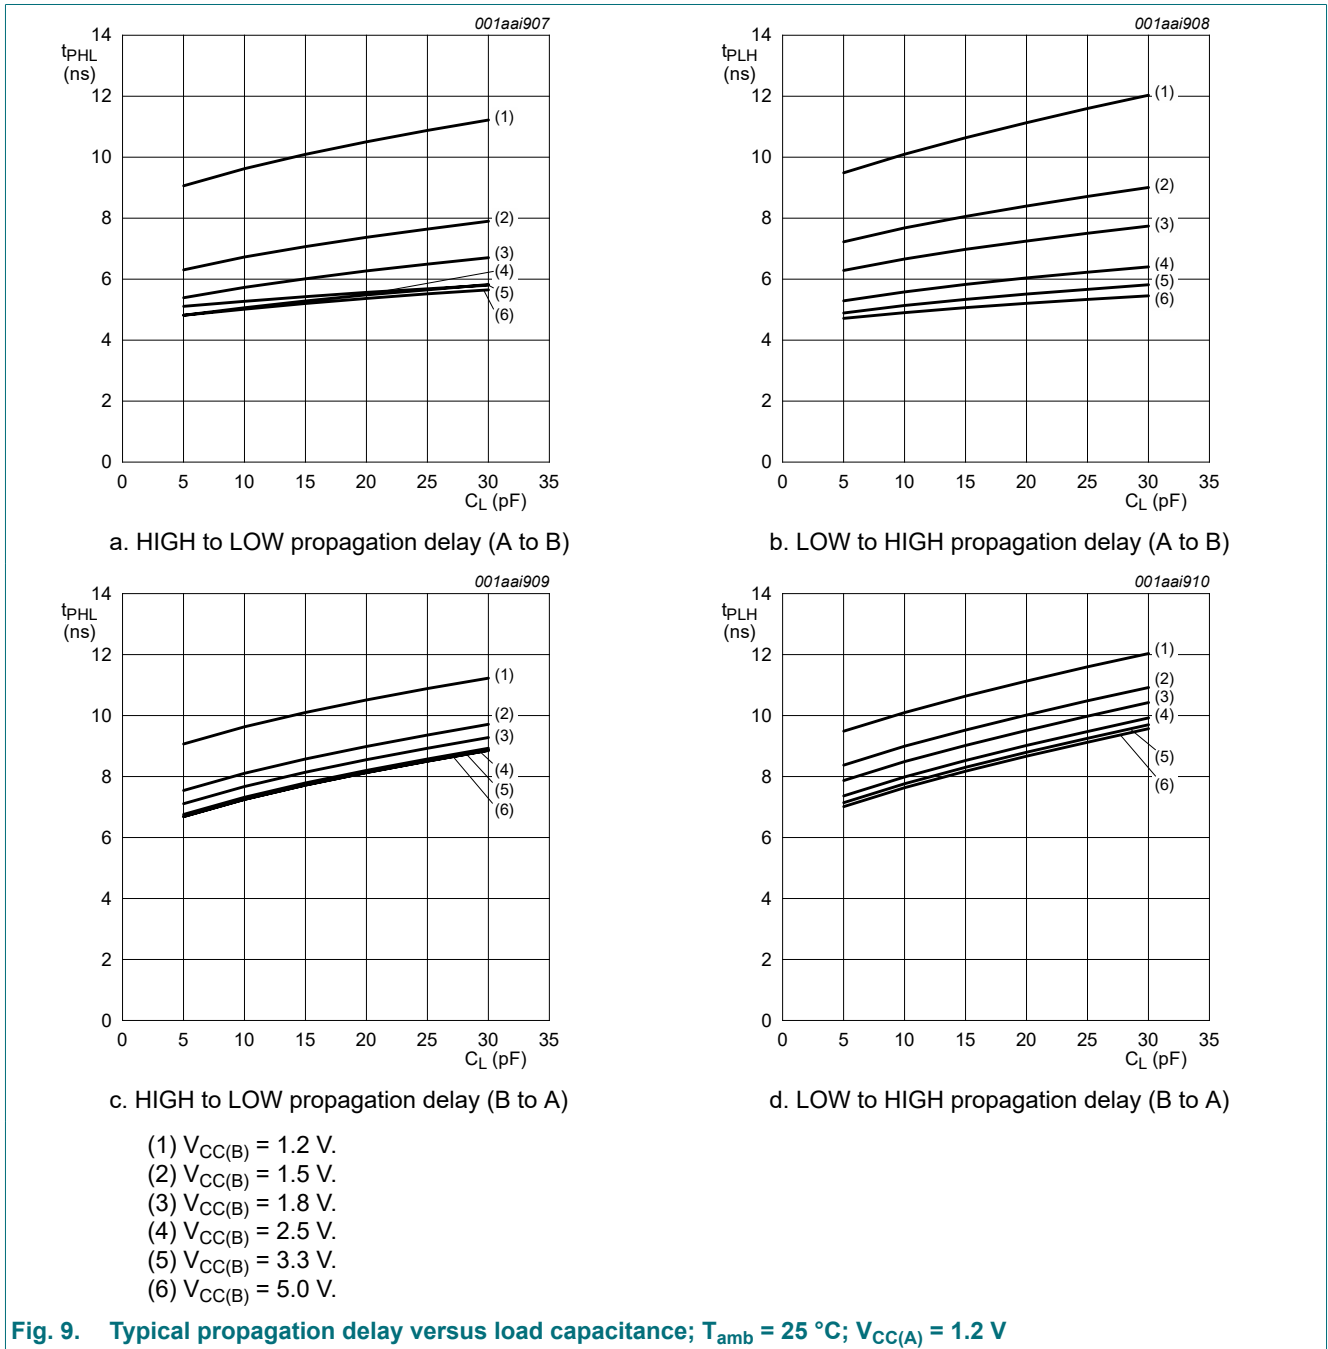 001aai907
14
tPHL
(ns)
12
10
8
6
4
2
0
0 5 10 15 20 25 30 35
CL (pF)
(1)
(2)
(3)
(4)
(5)
(6)
a. HIGH to LOW propagation delay (A to B)
001aai908
14
tPLH
(ns)
12
10
8
6
4
2
0
0 5 10 15 20 25 30 35
CL (pF)
(1)
(2)
(3)
(4)
(5)
(6)
b. LOW to HIGH propagation delay (A to B)
001aai909
14
tPHL
(ns)
12
10
8
6
4
2
0
0 5 10 15 20 25 30 35
CL (pF)
(1)
(2)
(3)
(4)
(5)
(6)
c. HIGH to LOW propagation delay (B to A)
001aai910
14
tPLH
(ns)
12
10
8
6
4
2
0
0 5 10 15 20 25 30 35
CL (pF)
(1)
(2)
(3)
(4)
(5)
(6)
d. LOW to HIGH propagation delay (B to A)
(1) VCC(B) = 1.2 V.
(2) VCC(B) = 1.5 V.
(3) VCC(B) = 1.8 V.
(4) VCC(B) = 2.5 V.
(5) VCC(B) = 3.3 V.
(6) VCC(B) = 5.0 V.
Fig. 9. Typical propagation delay versus load capacitance; Tamb = 25 °C; VCC(A) = 1.2 V